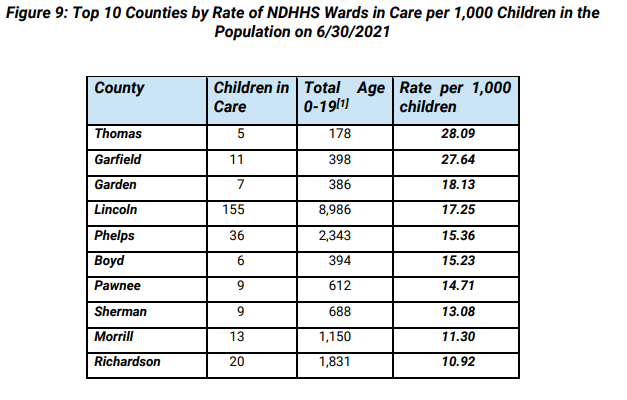 Figure 9: Top 10 Counties by Rate of NDHHS Wards in Care per 1,000 Children in the
Population on 6/30/2021
County Children in Care Total Age 0-19[1] Rate per 1,000 children
Thomas 5 178 28.09
Garfield 11 398 27.64
Garden 7 386 18.13
Lincoln 155 8,986 17.25
Phelps 36 2,343 15.36
Boyd 6 394 15.23
Pawnee 9 612 14.71
Sherman 9 688 13.08
Morrill 13 1,150 11.30
Richardson 20 1,831 10.92